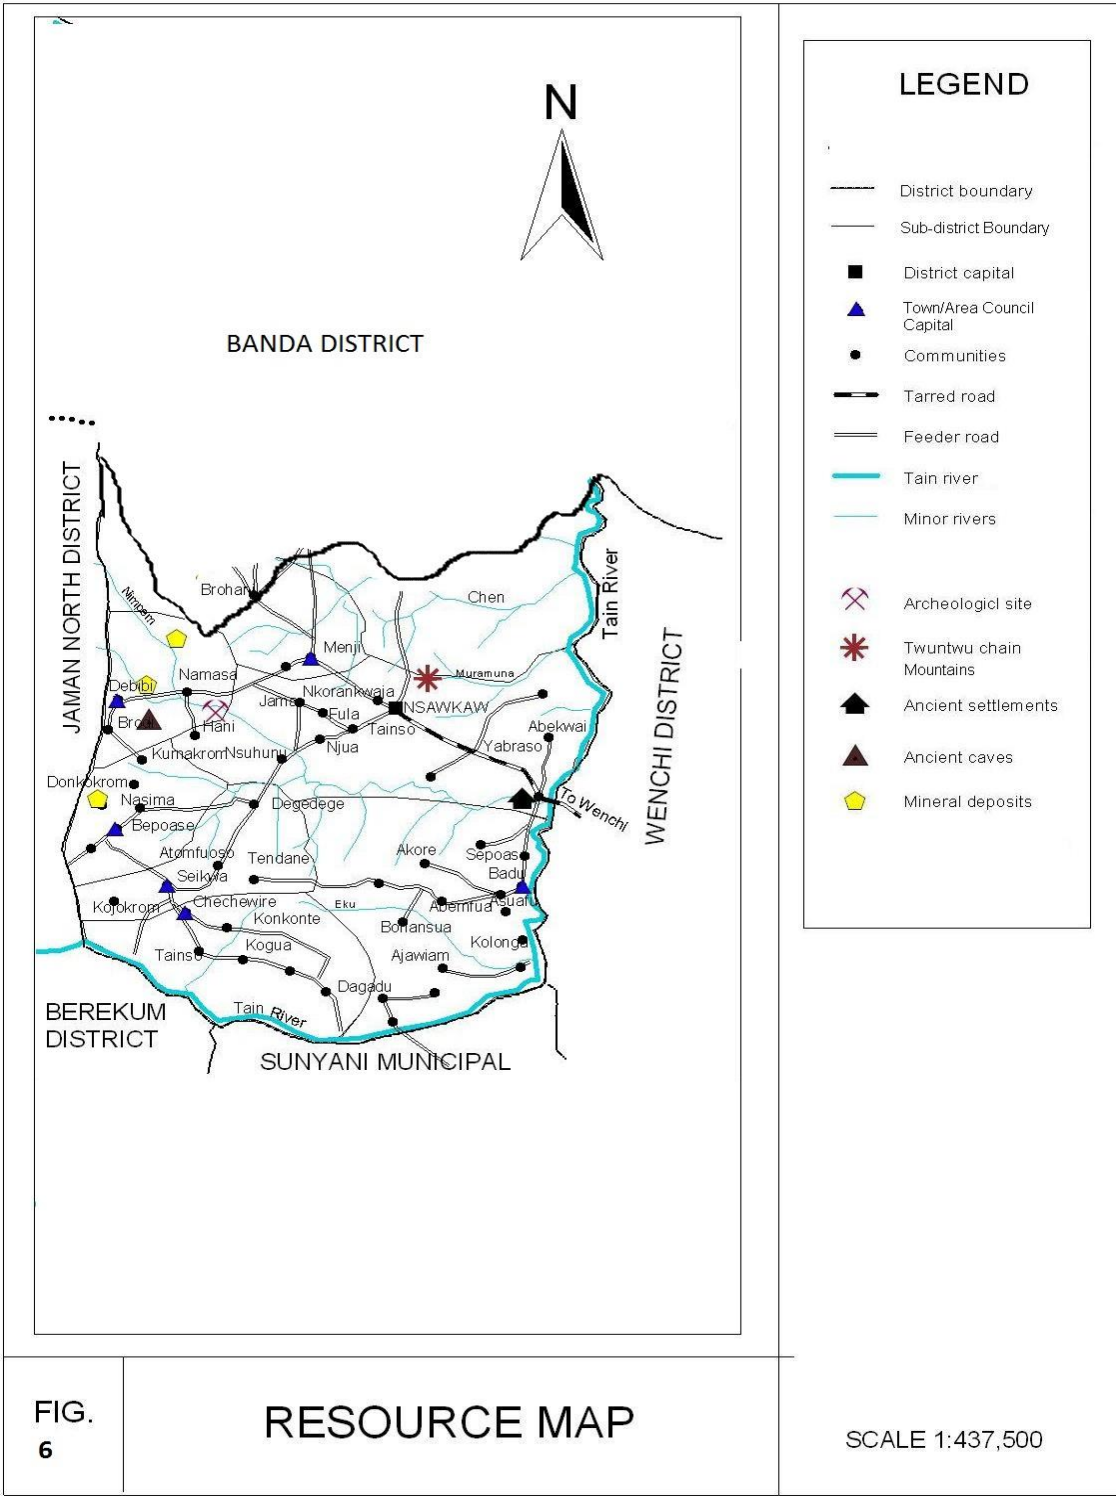 N
BANDA DISTRICT
JAMAN NORTH DISTRICT
WENCHI DISTRICT
Tain River
Nimpem
Brohani
Chen
Menji
Muramuna
Namasa
Debibi
Nkorankwaja
Jama
NSAWKAW
Fula
Hani
Tainso
Abekwai
Njua
Yabraso
Kumakrom
Nsuhunu
Donkokrom
To Wenchi
Nasima
Degedege
Bepoase
Atomfuoso
Tendane
Akore
Sepoas
Seikwa
Badu
Kojokrom
Chechewire
Eku
Abemfua
Asuafu
Konkonte
Bonansua
Tainso
Kogua
Ajawiam
Kolonga
Dagadu
Tain River
BEREKUM
DISTRICT
SUNYANI MUNICIPAL
LEGEND
District boundary
Sub-district Boundary
District capital
Town/Area Council
Capital
Communities
Tarred road
Feeder road
Tain river
Minor rivers
Archeologicl site
Twuntwu chain
Mountains
Ancient settlements
Ancient caves
Mineral deposits
FIG.
6
RESOURCE MAP
SCALE 1:437,500